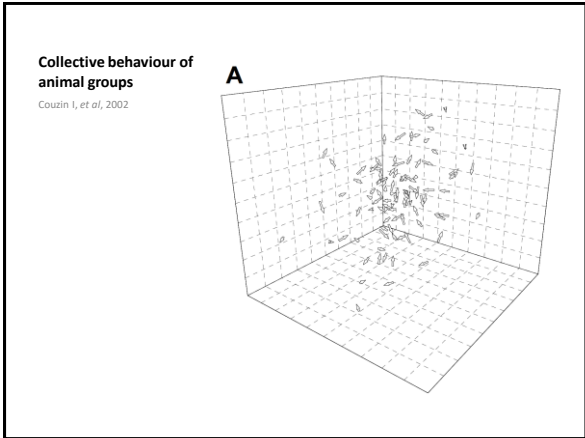 Collective behaviour of
animal groups
Couzin I, et al, 2002
A